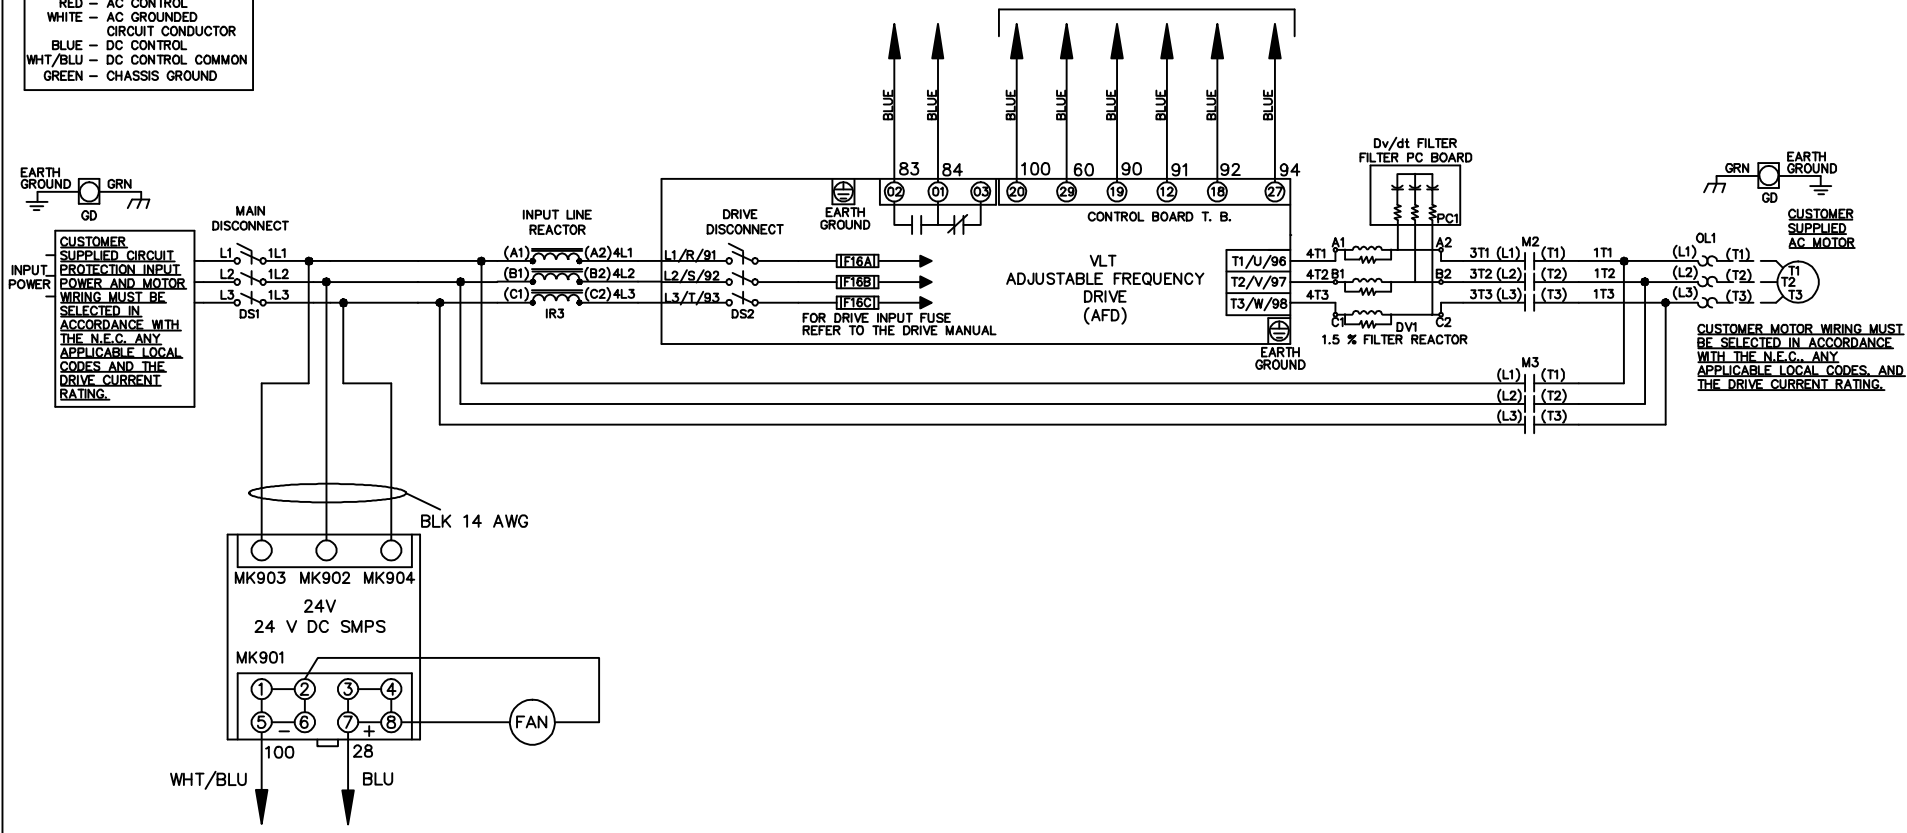 RED – AC CONTROL
WHITE – AC GROUNDED
CIRCUIT CONDUCTOR
BLUE – DC CONTROL
WHT/BLU – DC CONTROL COMMON
GREEN – CHASSIS GROUND
BLUE
BLUE
BLUE
BLUE
BLUE
BLUE
BLUE
BLUE
83
84
100
60
90
91
92
94
02
01
03
20
29
19
12
18
27
EARTH
GROUND
GRN
GD
MAIN
DISCONNECT
INPUT LINE
REACTOR
DRIVE
DISCONNECT
EARTH
GROUND
CONTROL BOARD T. B.
Dv/dt FILTER
FILTER PC BOARD
PC1
GRN
EARTH
GROUND
GD
CUSTOMER
SUPPLIED
AC MOTOR
INPUT
POWER
CUSTOMER
SUPPLIED CIRCUIT
PROTECTION INPUT
POWER AND MOTOR
WIRING MUST BE
SELECTED IN
ACCORDANCE WITH
THE N.E.C. ANY
APPLICABLE LOCAL
CODES AND THE
DRIVE CURRENT
RATING.
L1 1L1
L2 1L2
L3 1L3
DS1
(A1) (A2) 4L1
(B1) (B2) 4L2
(C1) (C2) 4L3
IR3
L1/R/91
L2/S/92
L3/T/93
DS2
IF16A
IF16B
IF16C
FOR DRIVE INPUT FUSE
REFER TO THE DRIVE MANUAL
VLT
ADJUSTABLE FREQUENCY
DRIVE
(AFD)
T1/U/96
T2/V/97
T3/W/98
EARTH
GROUND
4T1 A1 A2
4T2 B1 B2
4T3
C1 C2
DV1
1.5 % FILTER REACTOR
M2
3T1 (L1) (T1) 1T1
3T2 (L2) (T2) 1T2
3T3 (L3) (T3) 1T3
OL1
(L1) (T1)
(L2) (T2)
(L3) (T3)
T1
T2
T3
CUSTOMER MOTOR WIRING MUST
BE SELECTED IN ACCORDANCE
WITH THE N.E.C., ANY
APPLICABLE LOCAL CODES, AND
THE DRIVE CURRENT RATING.
M3
(L1) (T1)
(L2) (T2)
(L3) (T3)
BLK 14 AWG
MK903 MK902 MK904
24V
24 V DC SMPS
MK901
1 2 3 4
5 6 7 8
– +
FAN
100 28
WHT/BLU BLU